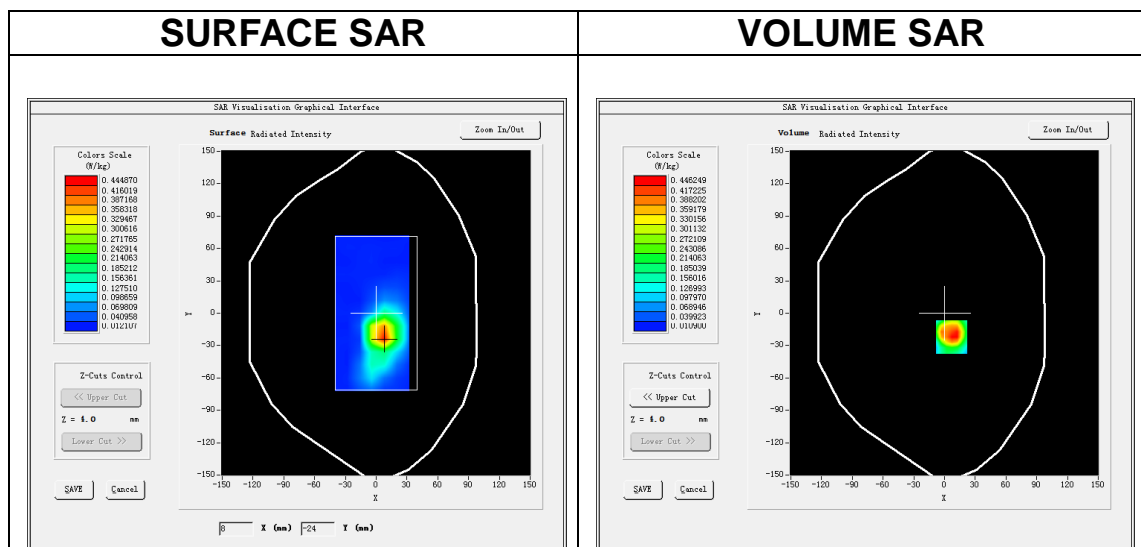 SURFACE SAR
VOLUME SAR
SAR Visualisation Graphical Interface
Surface Radiated Intensity
Zoom In/Out
Colors Scale
(W/kg)
0.444870
0.416019
0.387168
0.358318
0.329467
0.300616
0.271765
0.242914
0.214063
0.185212
0.156361
0.127510
0.098659
0.069809
0.040958
0.012107
150
120
90
60
30
0
-30
-60
-90
-120
-150
Y
-150 -120 -90 -60 -30 0 30 60 90 120 150
X
Z-Cuts Control
<< Upper Cut
Z = 4.0 mm
Lower Cut >>
SAVE Cancel
8 X (mm) -24 Y (mm)
SAR Visualisation Graphical Interface
Volume Radiated Intensity
Zoom In/Out
Colors Scale
(W/kg)
0.446249
0.417225
0.388202
0.359179
0.330156
0.301132
0.272109
0.243086
0.214063
0.185039
0.156016
0.126993
0.097970
0.068946
0.039923
0.010900
150
120
90
60
30
0
-30
-60
-90
-120
-150
Y
-150 -120 -90 -60 -30 0 30 60 90 120 150
X
Z-Cuts Control
<< Upper Cut
Z = 4.0 mm
Lower Cut >>
SAVE Cancel